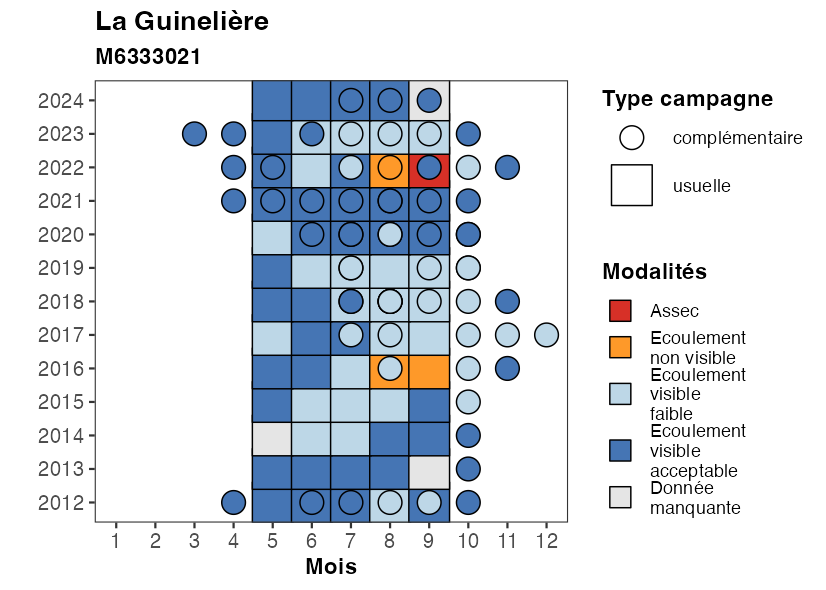 La Guinelière
M6333021
2024
2023
2022
2021
2020
2019
2018
2017
2016
2015
2014
2013
2012
1 2 3 4 5 6 7 8 9 10 11 12
Mois
Type campagne
complémentaire
usuelle
Modalités
Assec
Ecoulement
non visible
Ecoulement
visible
faible
Ecoulement
visible
acceptable
Donnée
manquante